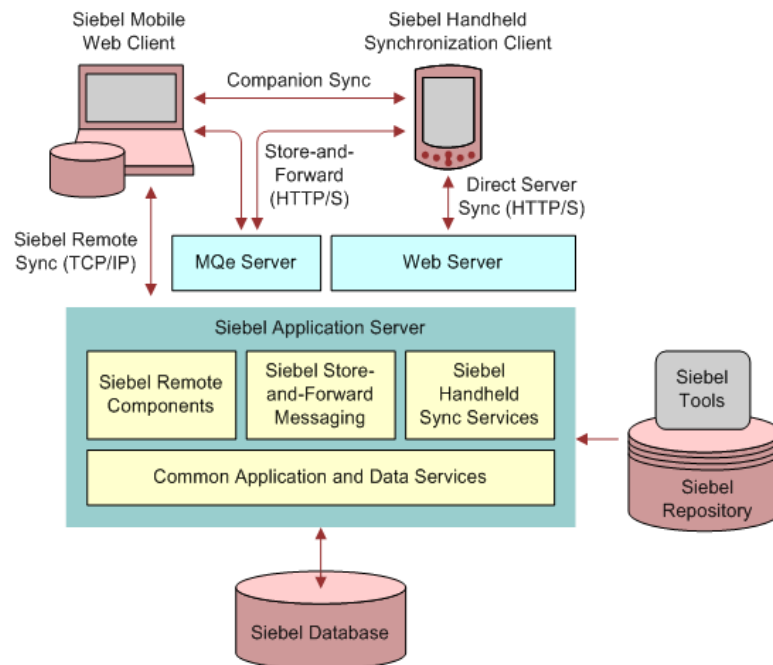 Siebel Mobile
Web Client
Siebel Handheld
Synchronization Client
Companion Sync
Store-and-
Forward
(HTTP/S)
Direct Server
Sync (HTTP/S)
Siebel Remote
Sync (TCP/IP)
MQe Server
Web Server
Siebel Application Server
Siebel Remote
Components
Siebel Store-
and-Forward
Messaging
Siebel
Handheld
Sync Services
Common Application and Data Services
Siebel
Tools
Siebel
Repository
Siebel Database